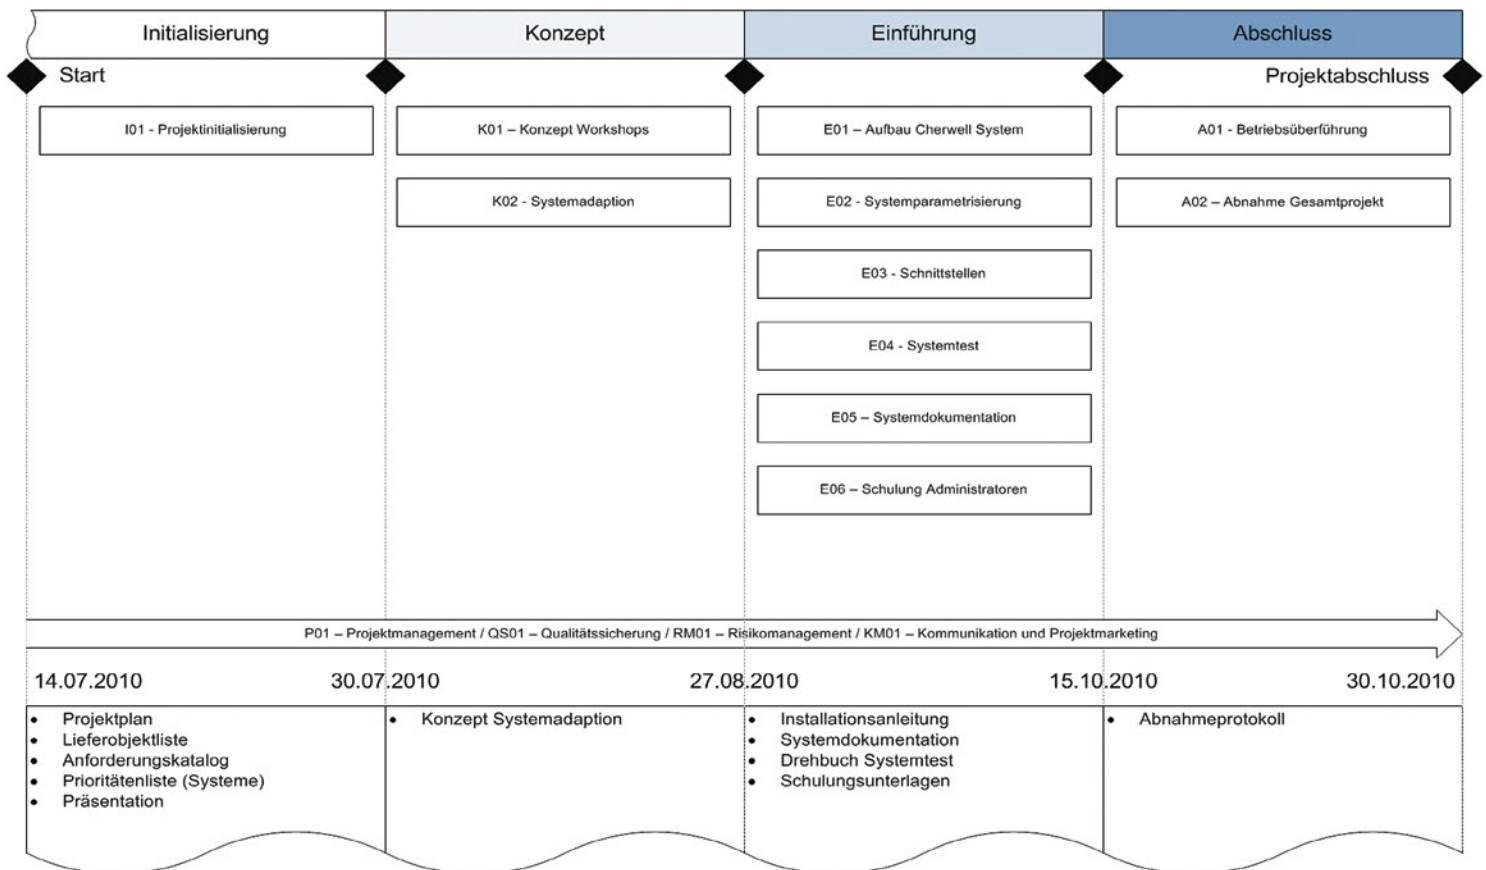 Initialisierung
Konzept
Einführung
Abschluss
Start
Projektabschluss
I01 - Projektinitialisierung
K01 – Konzept Workshops
E01 – Aufbau Cherwell System
A01 - Betriebsüberführung
K02 - Systemadaption
E02 - Systemparametrisierung
A02 – Abnahme Gesamtprojekt
E03 - Schnittstellen
E04 - Systemtest
E05 – Systemdokumentation
E06 – Schulung Administratoren
P01 – Projektmanagement / QS01 – Qualitätssicherung / RM01 – Risikomanagement / KM01 – Kommunikation und Projektmarketing
14.07.2010
30.07.2010
27.08.2010
15.10.2010
30.10.2010
• Projektplan
• Lieferobjektliste
• Anforderungskatalog
• Prioritätenliste (Systeme)
• Präsentation
• Konzept Systemadaption
• Installationsanleitung
• Systemdokumentation
• Drehbuch Systemtest
• Schulungsunterlagen
• Abnahmeprotokoll